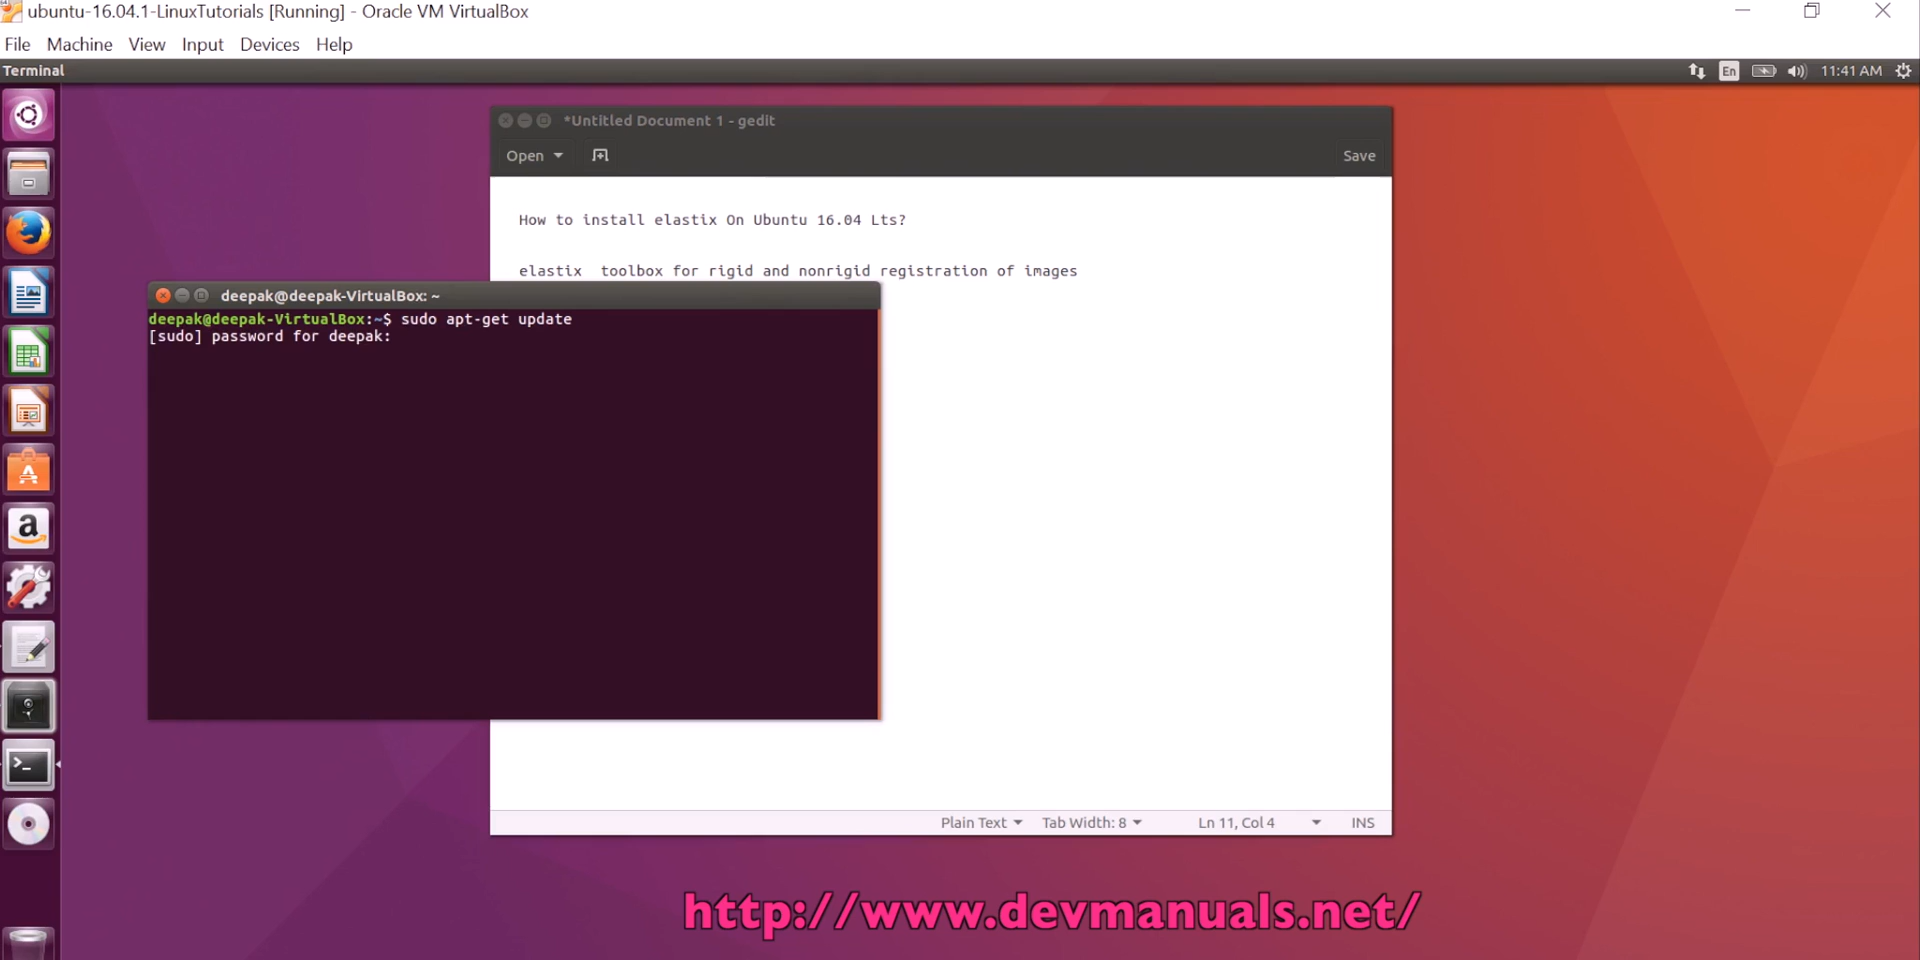 ubuntu-16.04.1-LinuxTutorials [Running] - Oracle VM VirtualBox
File Machine View Input Devices Help
Terminal
En
11:41 AM
*Untitled Document 1 - gedit
Open
Save
How to install elastix On Ubuntu 16.04 Lts?
elastix  toolbox for rigid and nonrigid registration of images
deepak@deepak-VirtualBox: ~
deepak@deepak-VirtualBox:~$ sudo apt-get update
[sudo] password for deepak:
a
Plain Text Tab Width: 8 Ln 11, Col 4 INS
http://www.devmanuals.net/